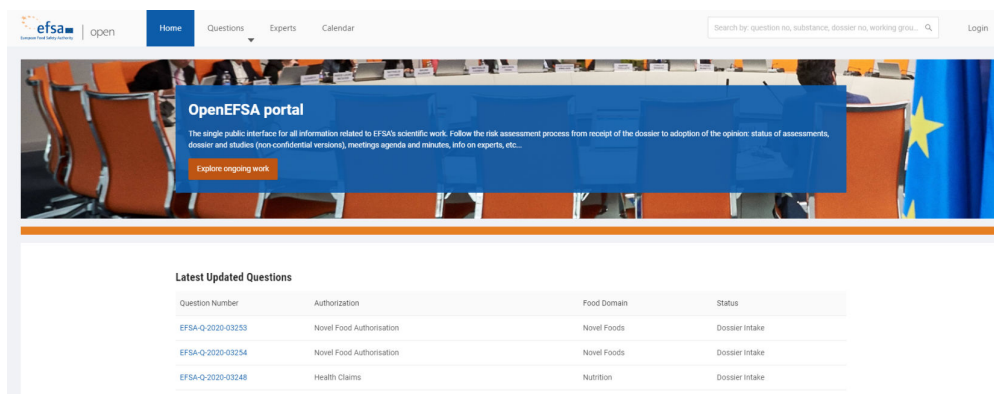 efsa
European Food Safety Authority
open
Home Questions Experts Calendar
Search by: question no, substance, dossier no, working grou...
Login
OpenEFSA portal
The single public interface for all information related to EFSA's scientific work. Follow the risk assessment process from receipt of the dossier to adoption of the opinion: status of assessments,
dossier and studies (non-confidential versions), meetings agenda and minutes, info on experts, etc...
Explore ongoing work
Latest Updated Questions
Question Number Authorization Food Domain Status
EFSA-Q-2020-03253 Novel Food Authorisation Novel Foods Dossier Intake
EFSA-Q-2020-03254 Novel Food Authorisation Novel Foods Dossier Intake
EFSA-Q-2020-03248 Health Claims Nutrition Dossier Intake